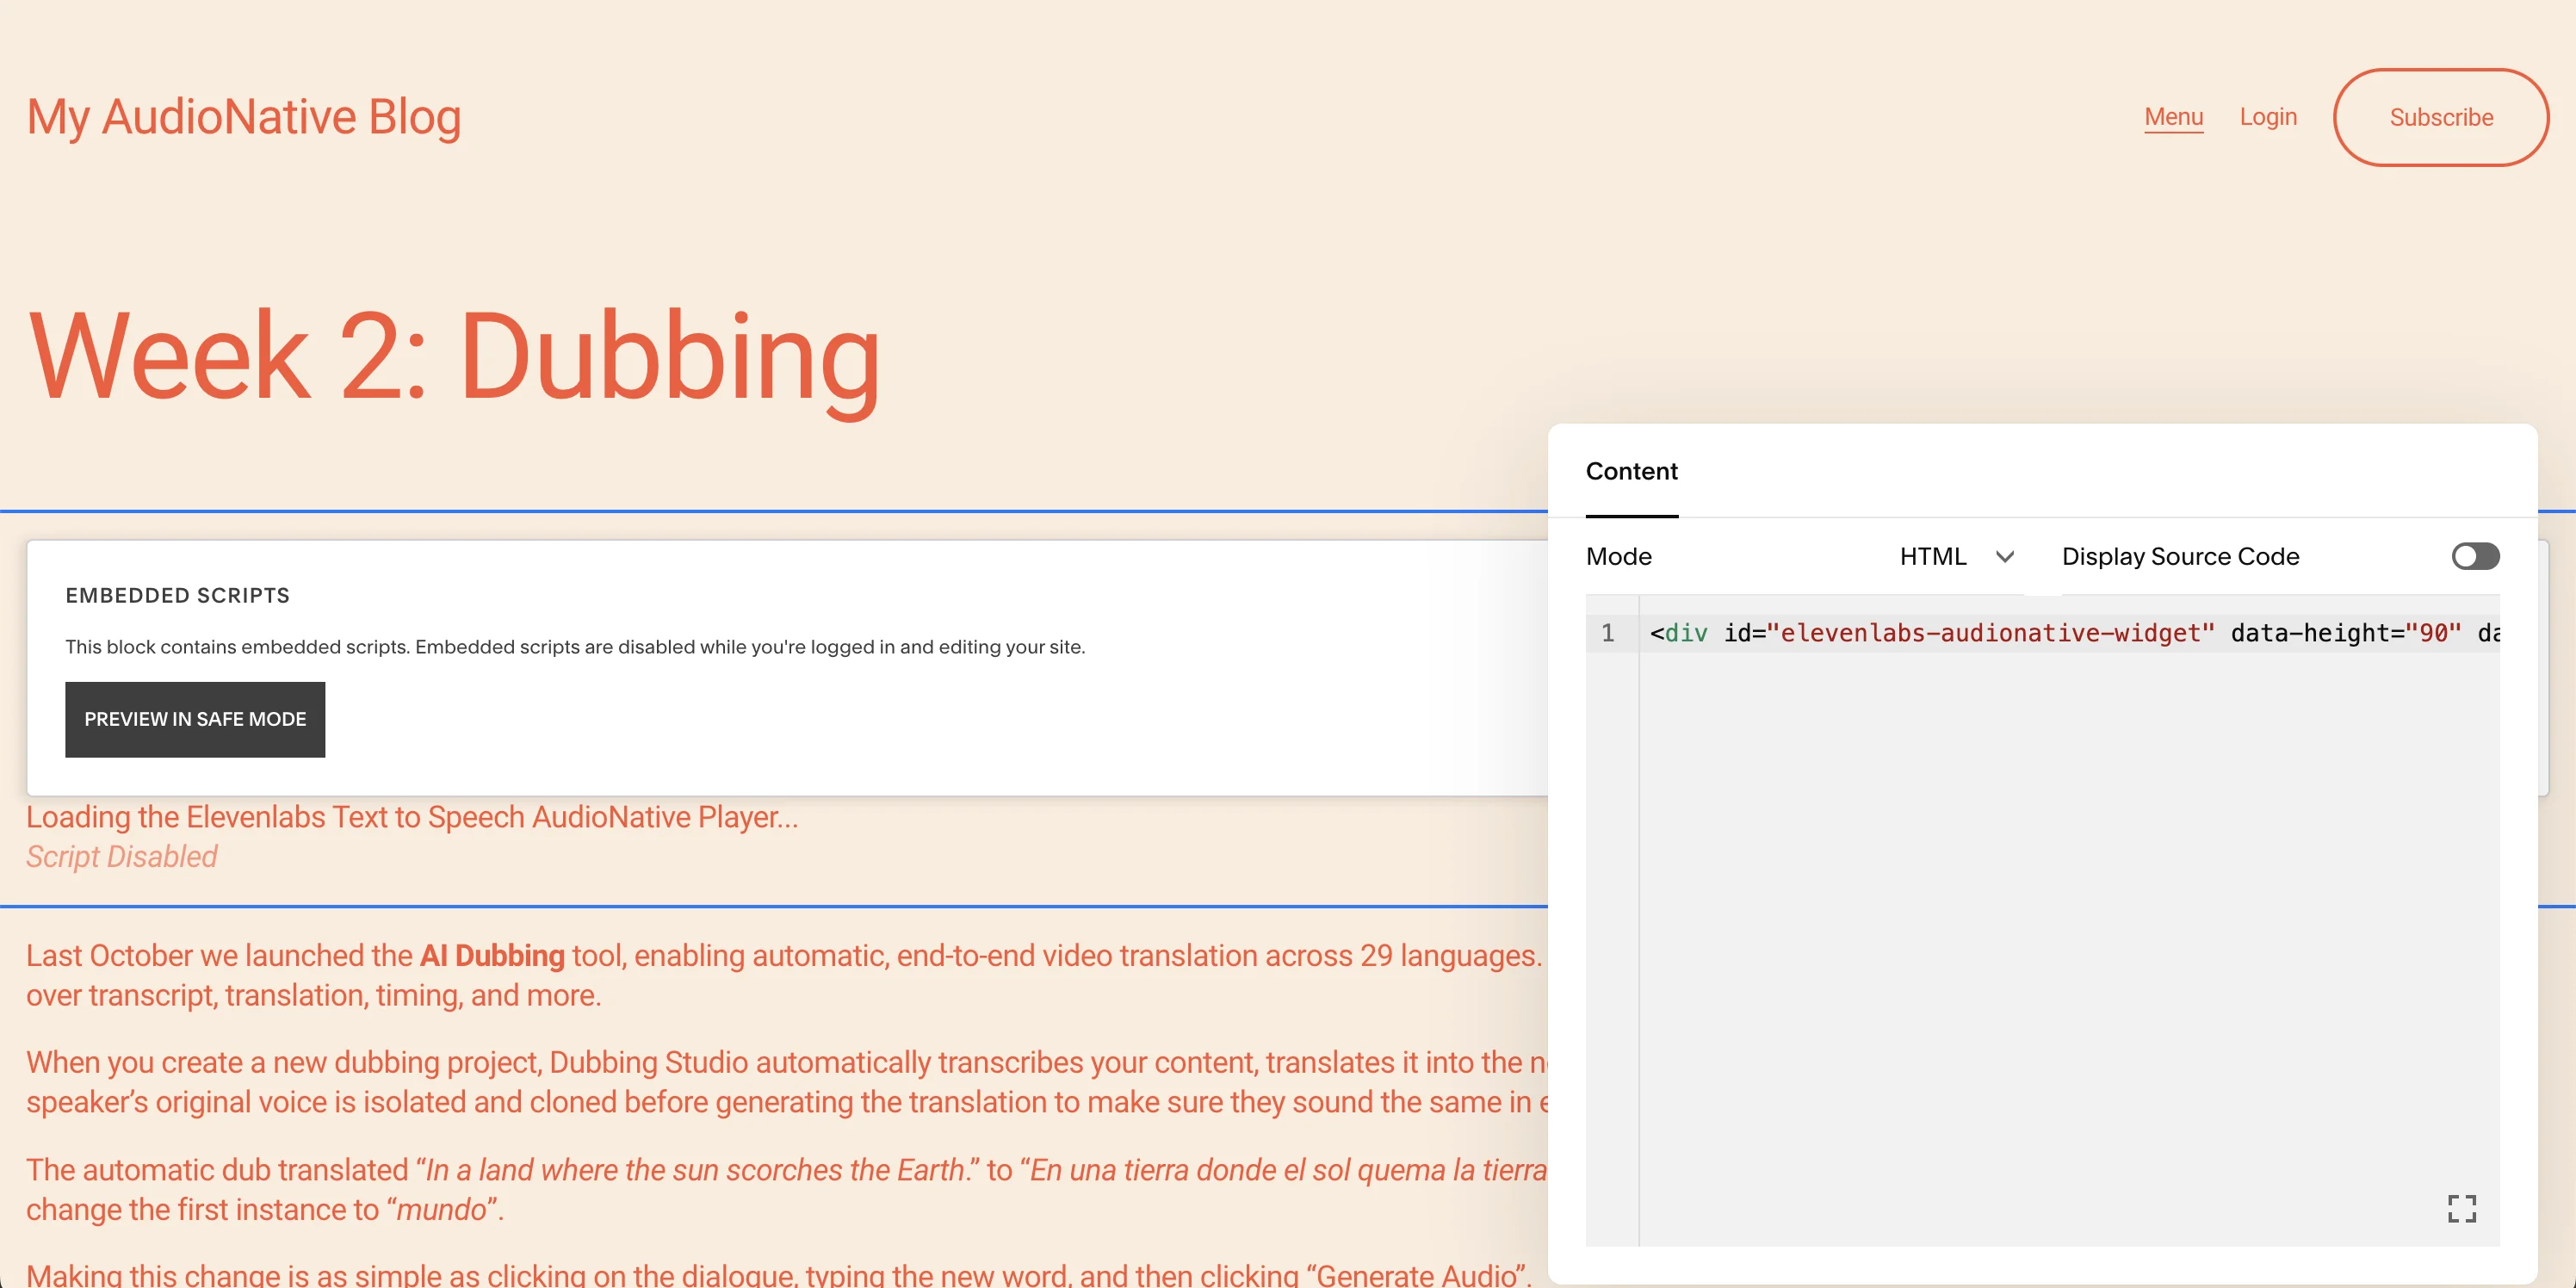 My AudioNative Blog
Menu Login Subscribe
Week 2: Dubbing
EMBEDDED SCRIPTS
This block contains embedded scripts. Embedded scripts are disabled while you're logged in and editing your site.
PREVIEW IN SAFE MODE
Loading the Elevenlabs Text to Speech AudioNative Player...
Script Disabled
Last October we launched the AI Dubbing tool, enabling automatic, end-to-end video translation across 29 languages.
over transcript, translation, timing, and more.
When you create a new dubbing project, Dubbing Studio automatically transcribes your content, translates it into the
speaker’s original voice is isolated and cloned before generating the translation to make sure they sound the same in
The automatic dub translated “In a land where the sun scorches the Earth.” to “En una tierra donde el sol quema la tierra
change the first instance to “mundo”.
Making this change is as simple as clicking on the dialogue, typing the new word, and then clicking “Generate Audio”.
Content
Mode HTML Display Source Code
1 <div id="elevenlabs-audionative-widget" data-height="90"